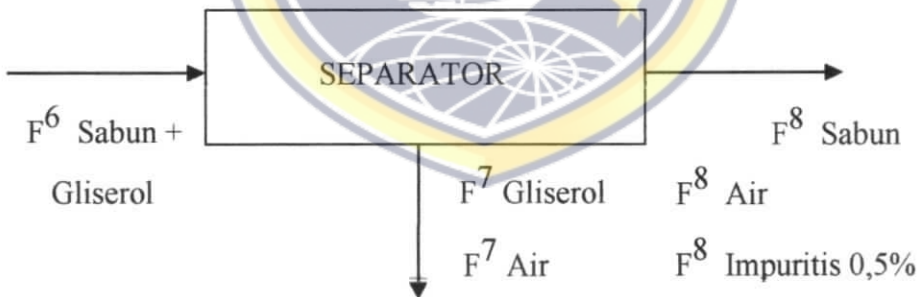 SEPARATOR
F6 Sabun +
Gliserol
F7 Gliserol
F7 Air
F8 Sabun
F8 Air
F8 Impuritis 0,5%